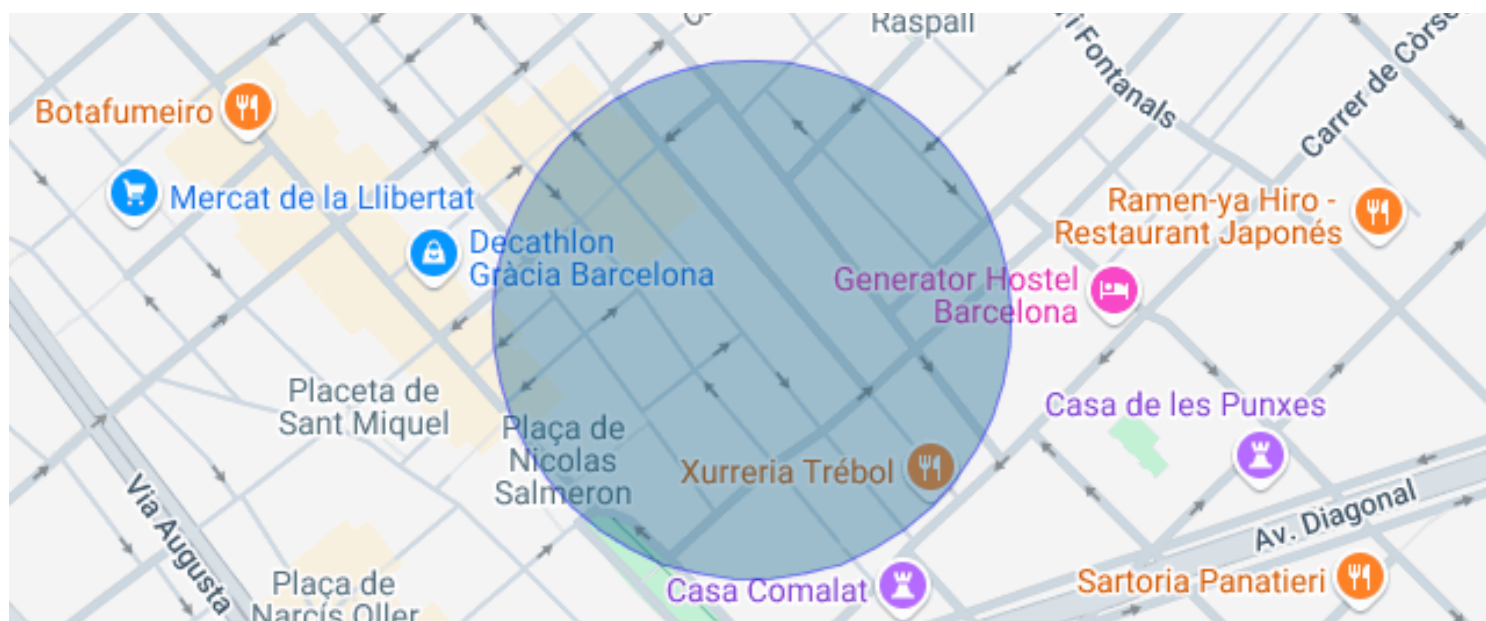 Raspall
i Fontanals
Carrer de Còrse
Botafumeiro
Mercat de la Llibertat
Decathlon
Gràcia Barcelona
Ramen-ya Hiro -
Restaurant Japonés
Generator Hostel
Barcelona
Placeta de
Sant Miquel
Plaça de
Nicolas
Salmeron
Casa de les Punxes
Xurreria Trébol
Via Augusta
Av. Diagonal
Plaça de
Narcís Oller
Casa Comalat
Sartoria Panatieri